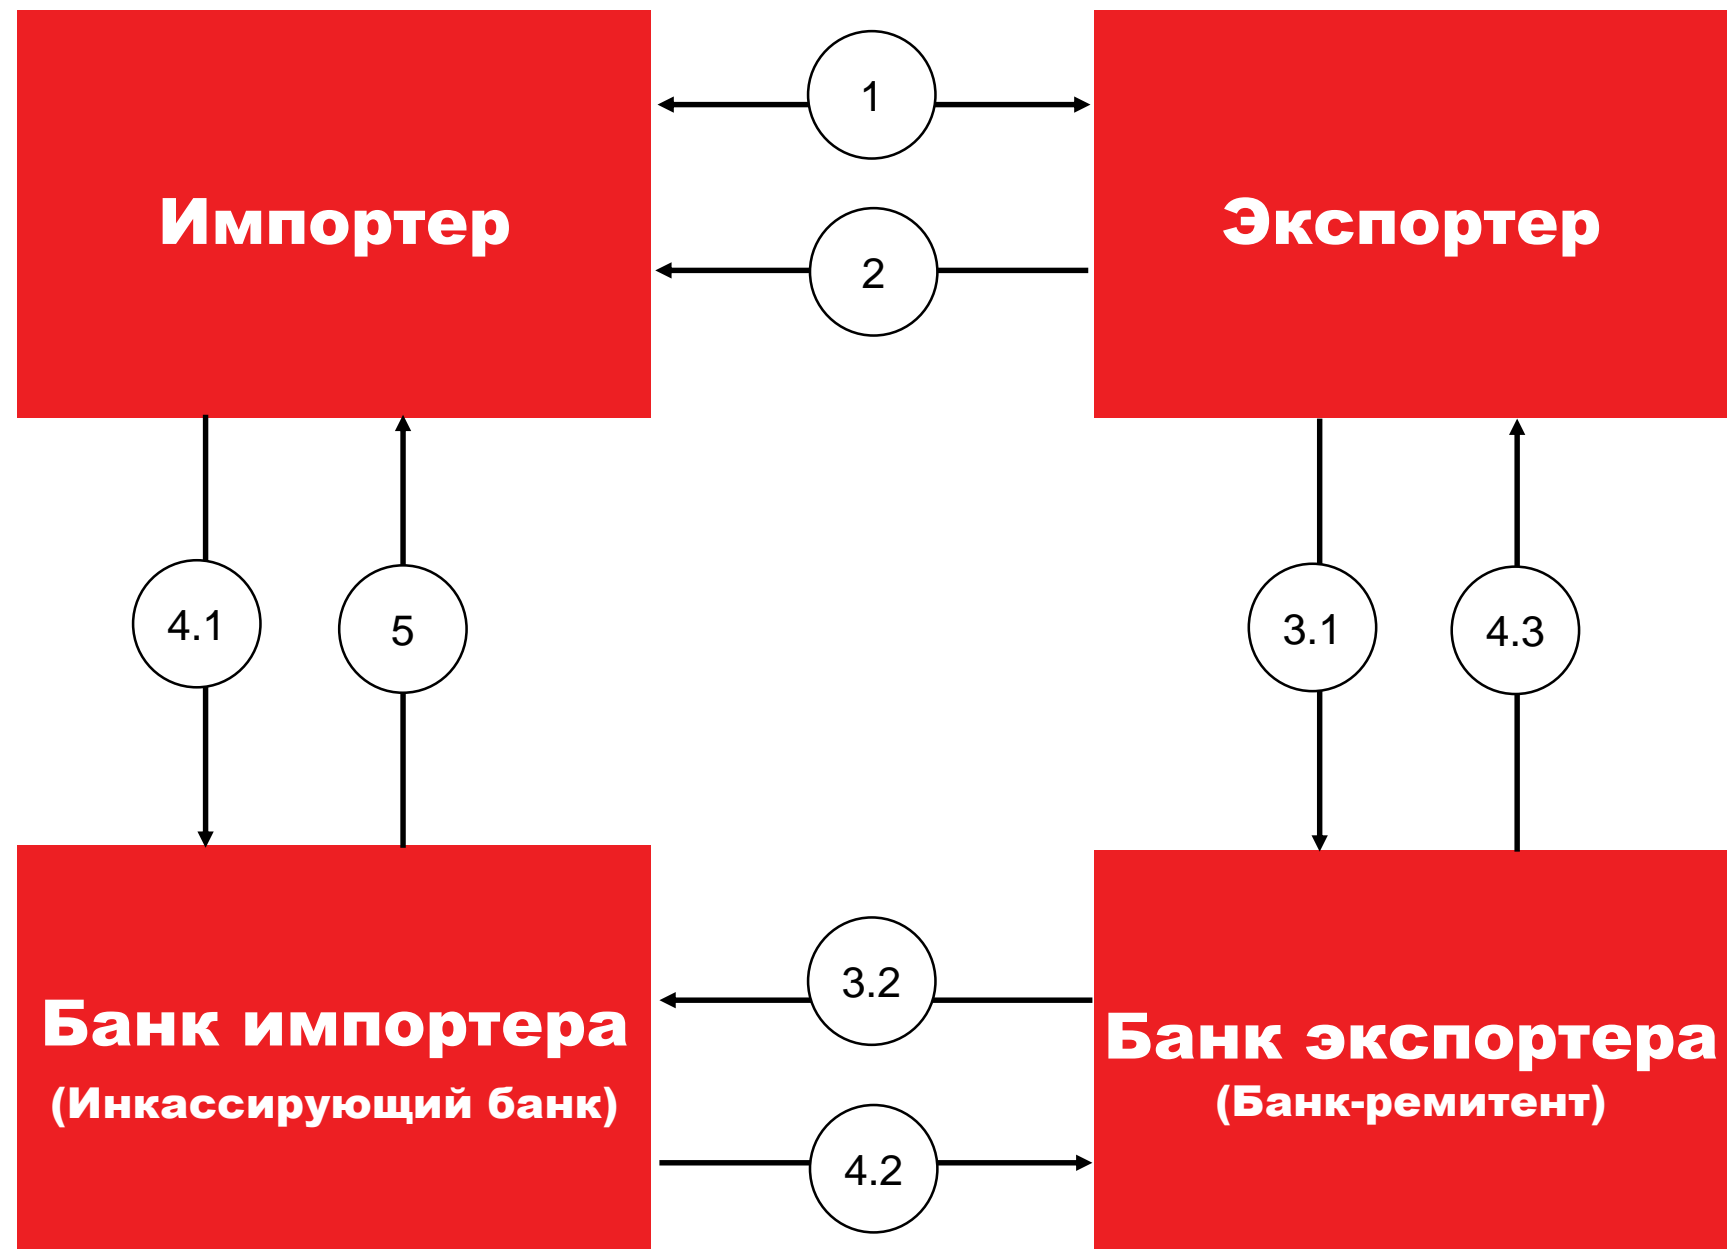 1
Импортер
Экспортер
2
4.1
5
3.1
4.3
3.2
Банк импортера
(Инкассирующий банк)
Банк экспортера
(Банк-ремитент)
4.2